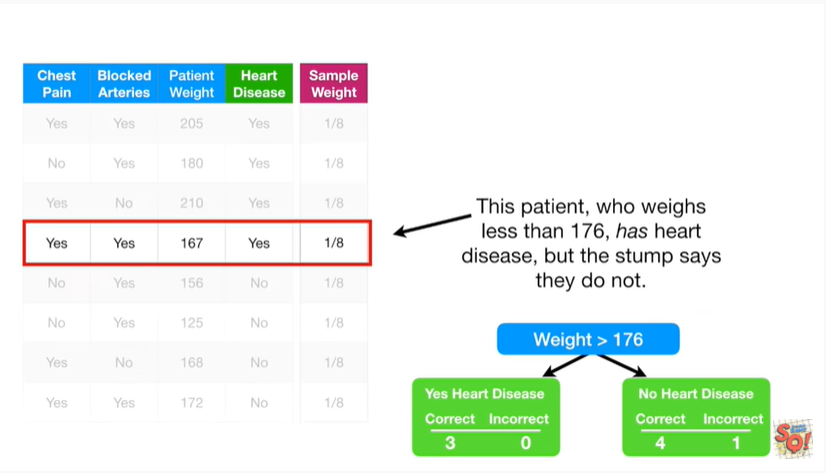 Chest Pain Blocked Arteries Patient Weight Heart Disease Sample Weight
Yes Yes 205 Yes 1/8
No Yes 180 Yes 1/8
Yes No 210 Yes 1/8
Yes Yes 167 Yes 1/8
No Yes 156 No 1/8
No Yes 125 No 1/8
Yes No 168 No 1/8
Yes Yes 172 No 1/8
This patient, who weighs
less than 176, has heart
disease, but the stump says
they do not.
Weight > 176
Yes Heart Disease
Correct Incorrect
3 0
No Heart Disease
Correct Incorrect
4 1
SQ!